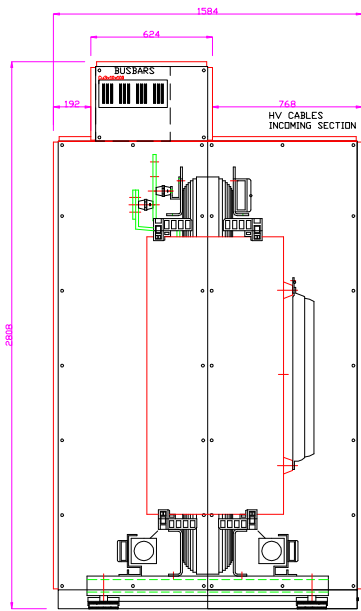 1584
624
BUSBARS
192
768
HV CABLES
INCOMING SECTION
2808